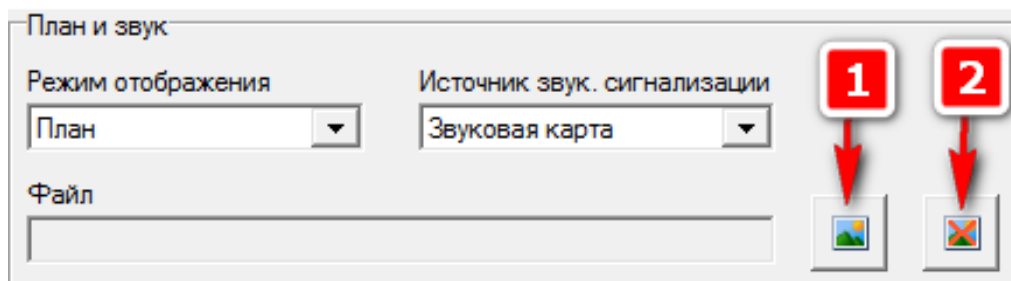 План и звук
1 2
Режим отображения Источник звук. сигнализации
План Звуковая карта
Файл